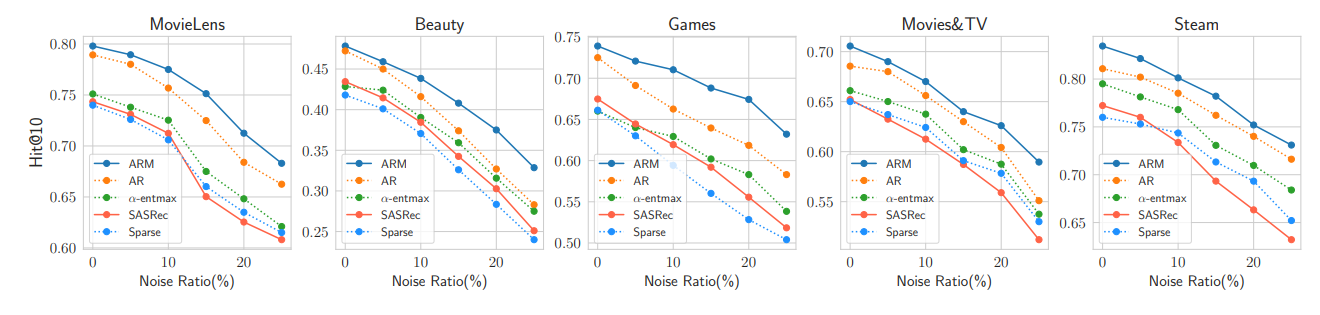 MovieLens
Beauty
Games
Movies&TV
Steam
Hit@10
0.80
0.75
0.70
0.65
0.60
ARM
AR
α-entmax
SASRec
Sparse
0
10
20
Noise Ratio(%)
0.45
0.40
0.35
0.30
0.25
ARM
AR
α-entmax
SASRec
Sparse
0
10
20
Noise Ratio(%)
0.75
0.70
0.65
0.60
0.55
0.50
ARM
AR
α-entmax
SASRec
Sparse
0
10
20
Noise Ratio(%)
0.70
0.65
0.60
0.55
ARM
AR
α-entmax
SASRec
Sparse
0
10
20
Noise Ratio(%)
0.80
0.75
0.70
0.65
ARM
AR
α-entmax
SASRec
Sparse
0
10
20
Noise Ratio(%)